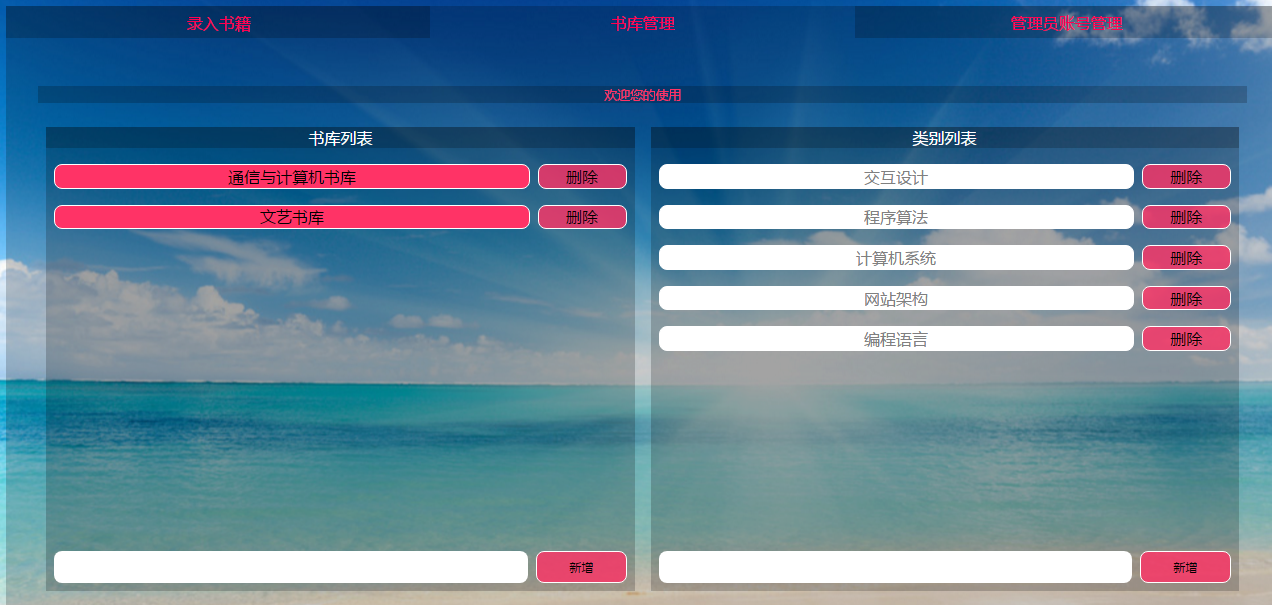 录入书籍 书库管理 管理员账号管理
欢迎您的使用
书库列表
通信与计算机书库 删除
文艺书库 删除
新增
类别列表
交互设计 删除
程序算法 删除
计算机系统 删除
网站架构 删除
编程语言 删除
新增